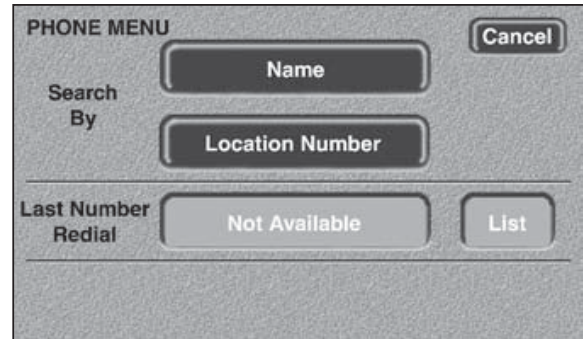 PHONE MENU
Cancel
Name
Search
By
Location Number
Last Number
Redial
Not Available
List